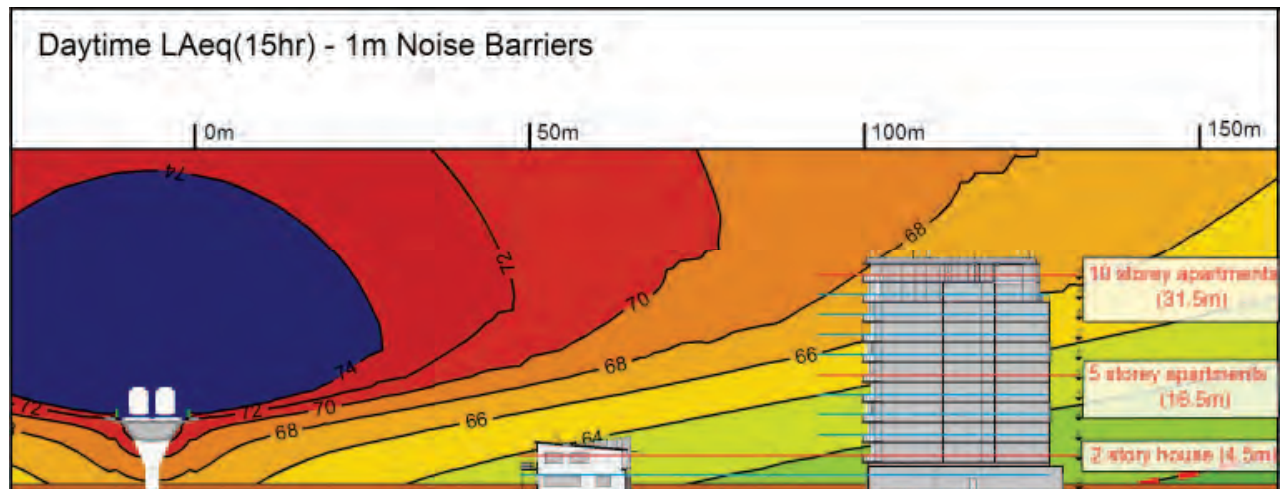 Daytime LAeq(15hr) - 1m Noise Barriers
0m
50m
100m
150m
74
72
70
68
68
74
72
72
70
68
68
66
66
64
10 storey apartments
(31.5m)
5 storey apartments
(16.5m)
2 story house (4.5m)